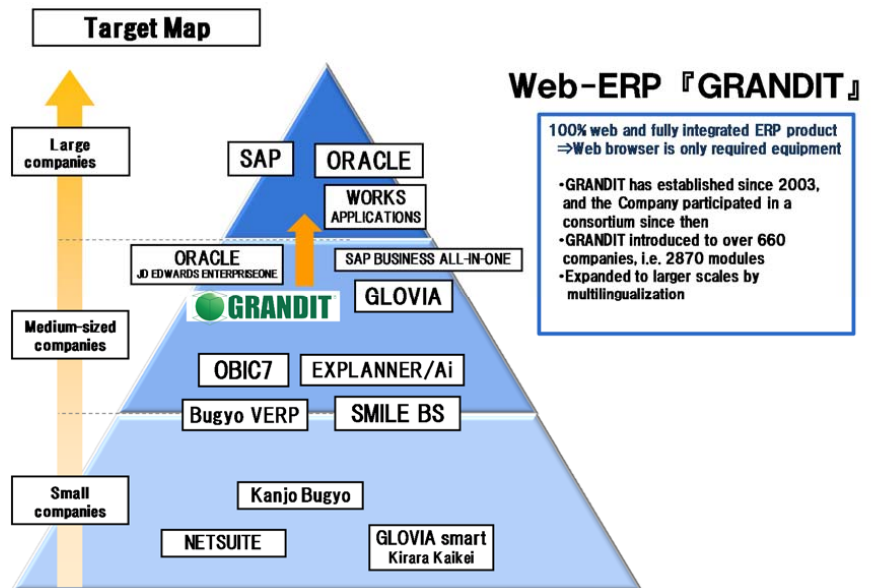 Target Map
Web-ERP『GRANDIT』
100% web and fully integrated ERP product
⇒Web browser is only required equipment
・GRANDIT has established since 2003,
and the Company participated in a
consortium since then
・GRANDIT introduced to over 660
companies, i.e. 2870 modules
・Expanded to larger scales by
multilingualization
Large
companies
SAP
ORACLE
WORKS
APPLICATIONS
ORACLE
JD EDWARDS ENTERPRISEONE
SAP BUSINESS ALL-IN-ONE
GRANDIT
GLOVIA
Medium-sized
companies
OBIC7
EXPLANNER/Ai
Bugyo VERP
SMILE BS
Small
companies
Kanjo Bugyo
NETSUITE
GLOVIA smart
Kirara Kaikei